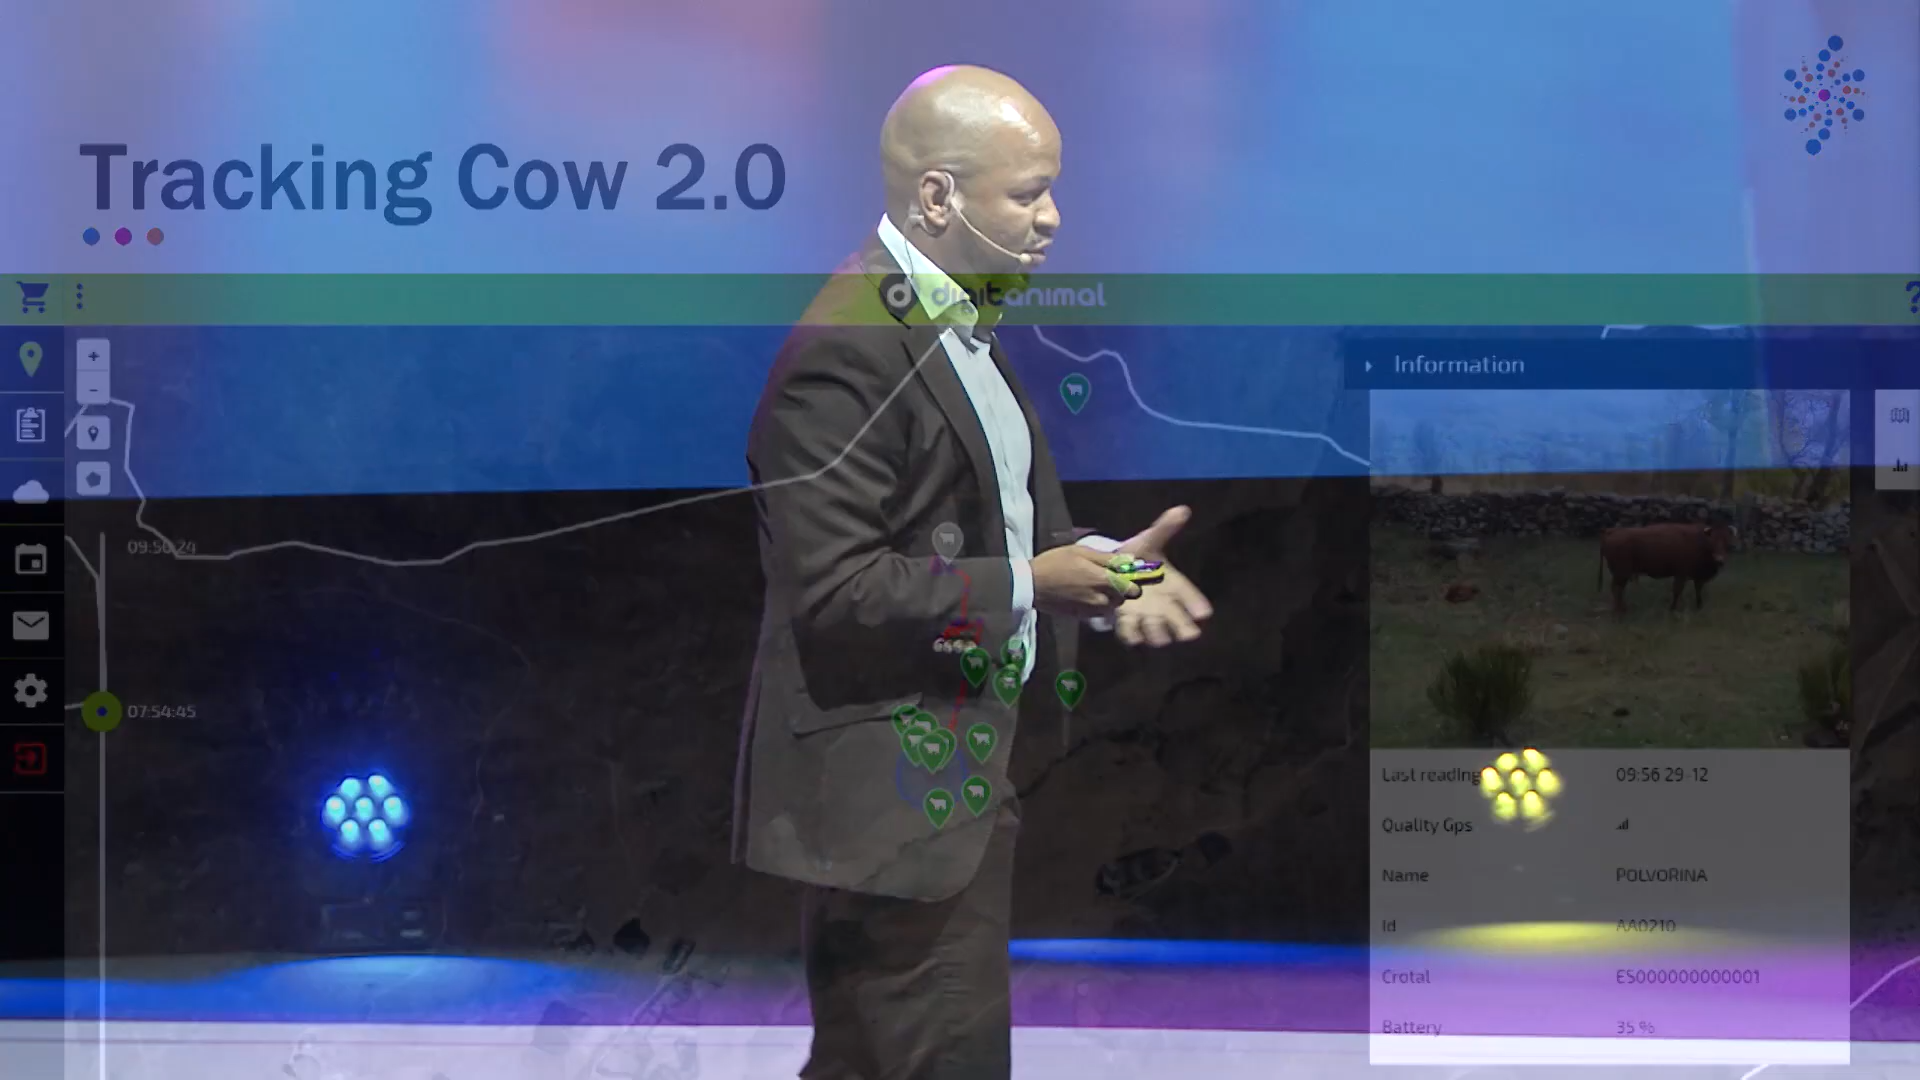 Tracking Cow 2.0
digitanimal
?
Information
+
-
09:56:24
07:54:45
Last reading 09:56 29-12
Quality Gps
Name POLVORINA
Id AA0210
Crotal ES000000000001
Battery 35 %